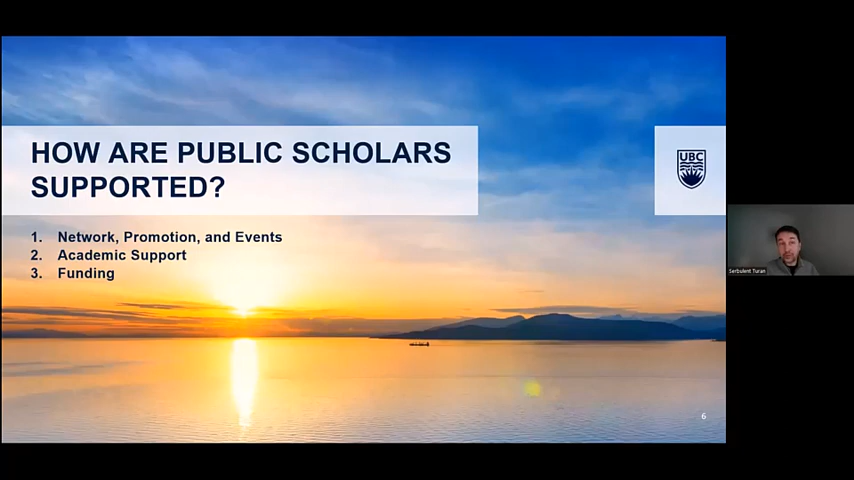 HOW ARE PUBLIC SCHOLARS
SUPPORTED?
UBC
1. Network, Promotion, and Events
2. Academic Support
3. Funding
Serbulent Turan
6